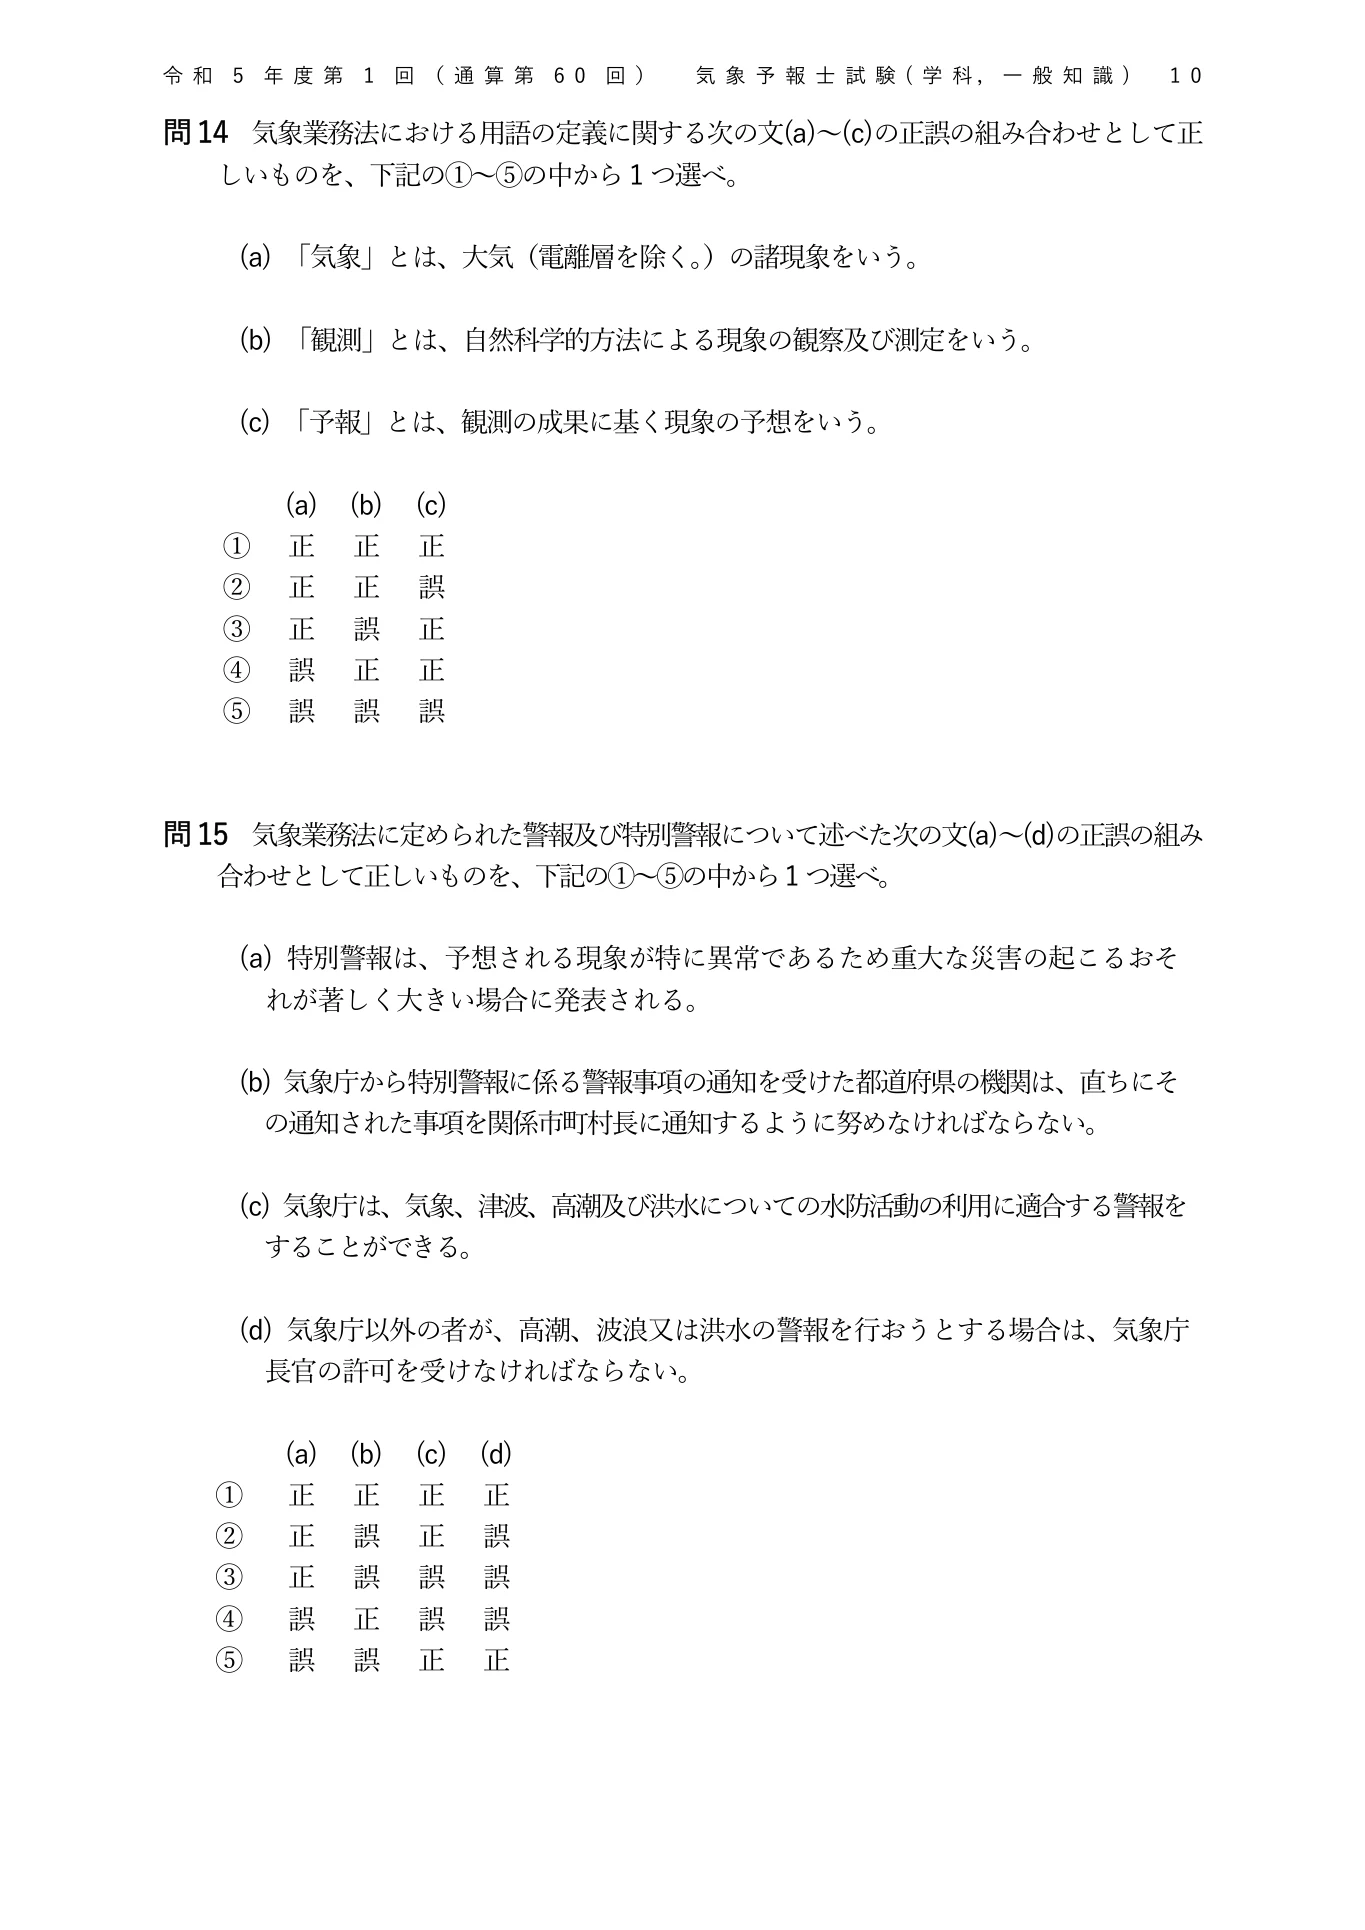 令和5年度第1回（通算第60回）　気象予報士試験(学科, 一般知識)　10
問14　気象業務法における用語の定義に関する次の文(a)～(c)の正誤の組み合わせとして正
しいものを、下記の①～⑤の中から1つ選べ。
(a) 「気象」とは、大気（電離層を除く。）の諸現象をいう。
(b) 「観測」とは、自然科学的方法による現象の観察及び測定をいう。
(c) 「予報」とは、観測の成果に基く現象の予想をいう。
(a) (b) (c)
① 正 正 正
② 正 正 誤
③ 正 誤 正
④ 誤 正 正
⑤ 誤 誤 誤
問15　気象業務法に定められた警報及び特別警報について述べた次の文(a)～(d)の正誤の組み
合わせとして正しいものを、下記の①～⑤の中から1つ選べ。
(a) 特別警報は、予想される現象が特に異常であるため重大な災害の起こるおそ
れが著しく大きい場合に発表される。
(b) 気象庁から特別警報に係る警報事項の通知を受けた都道府県の機関は、直ちにそ
の通知された事項を関係市町村長に通知するように努めなければならない。
(c) 気象庁は、気象、津波、高潮及び洪水についての水防活動の利用に適合する警報を
することができる。
(d) 気象庁以外の者が、高潮、波浪又は洪水の警報を行おうとする場合は、気象庁
長官の許可を受けなければならない。
(a) (b) (c) (d)
① 正 正 正 正
② 正 誤 正 誤
③ 正 誤 誤 誤
④ 誤 正 誤 誤
⑤ 誤 誤 正 正